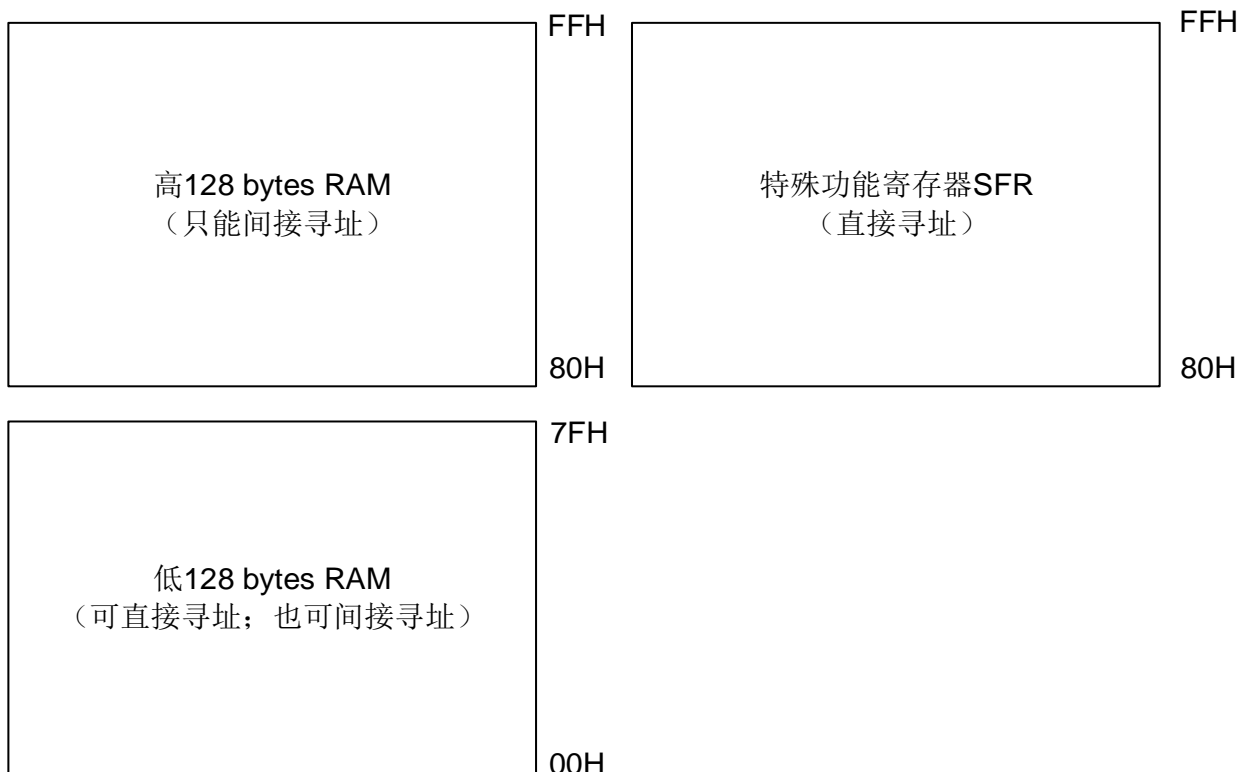 FFH
高128 bytes RAM
（只能间接寻址）
80H
FFH
特殊功能寄存器SFR
（直接寻址）
80H
7FH
低128 bytes RAM
（可直接寻址；也可间接寻址）
00H